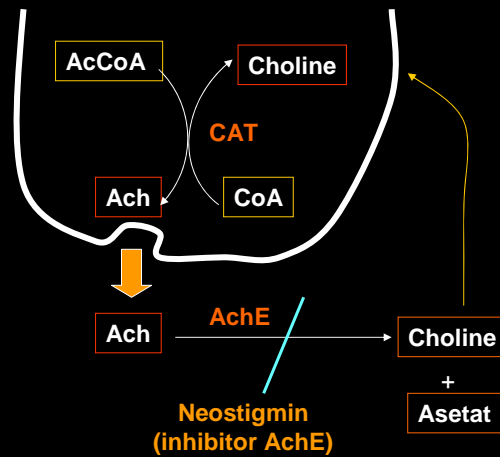 AcCoA
Choline
CAT
Ach
CoA
Ach
AchE
Choline
+
Asetat
Neostigmin
(inhibitor AchE)